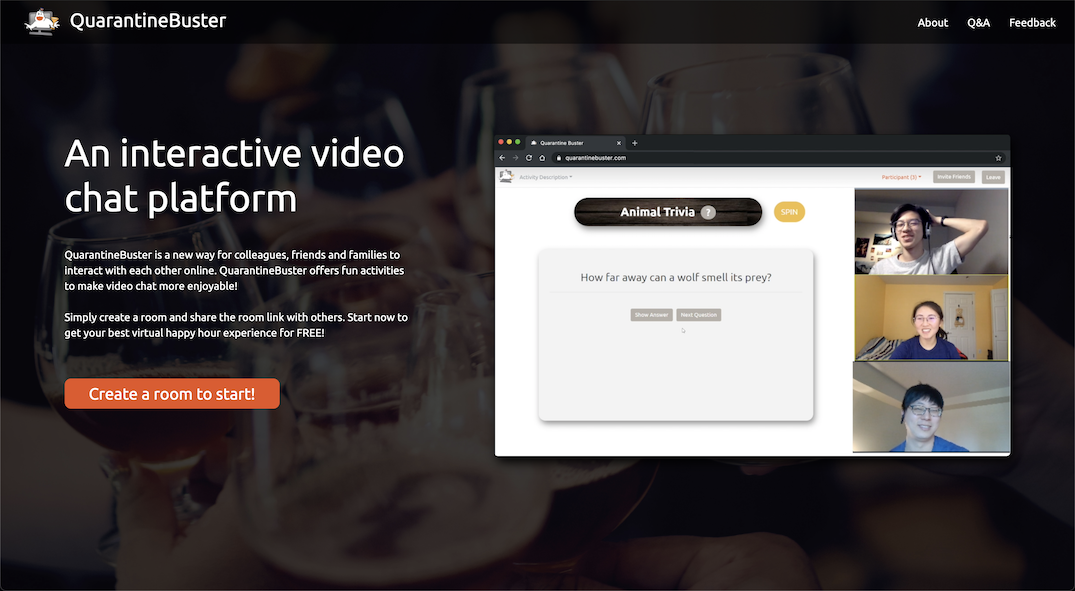 QuarantineBuster
About
Q&A
Feedback
An interactive video
chat platform
QuarantineBuster is a new way for colleagues, friends and families to
interact with each other online. QuarantineBuster offers fun activities
to make video chat more enjoyable!
Simply create a room and share the room link with others. Start now to
get your best virtual happy hour experience for FREE!
Create a room to start!
Quarantine Buster
quarantinebuster.com
Activity Description
Participant (3)
Invite Friends
Leave
Animal Trivia ?
SPIN
How far away can a wolf smell its prey?
Show Answer
Next Question